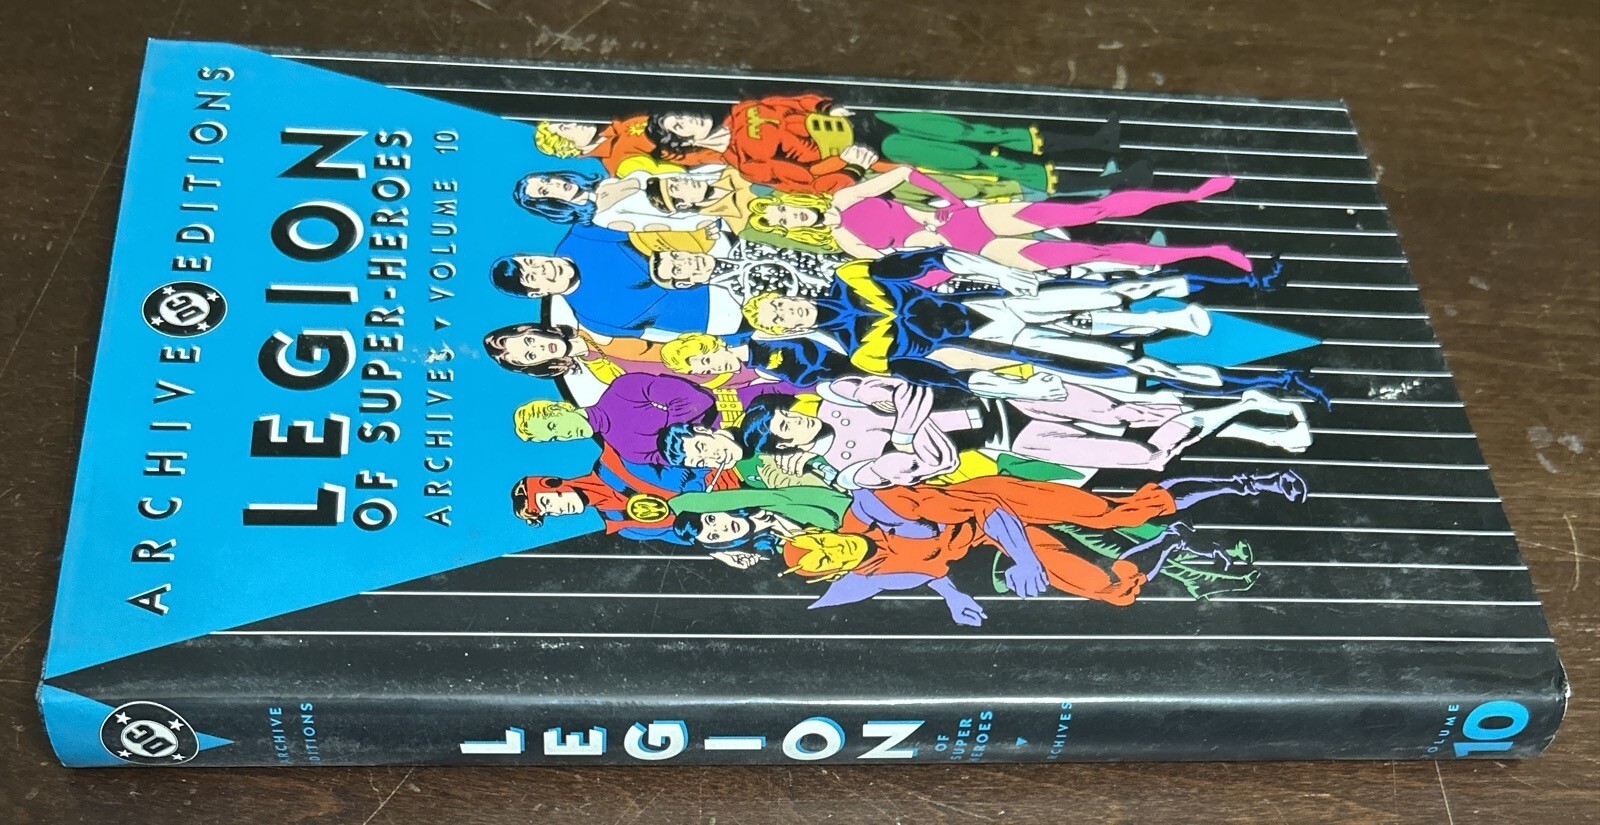 ARCHIVE DC EDITIONS
LEGION
OF SUPER-HEROES
ARCHIVES ▾ VOLUME 10
DC
ARCHIVE
EDITIONS
LEGION
OF
SUPER
HEROES
▾
ARCHIVES
VOLUME
10